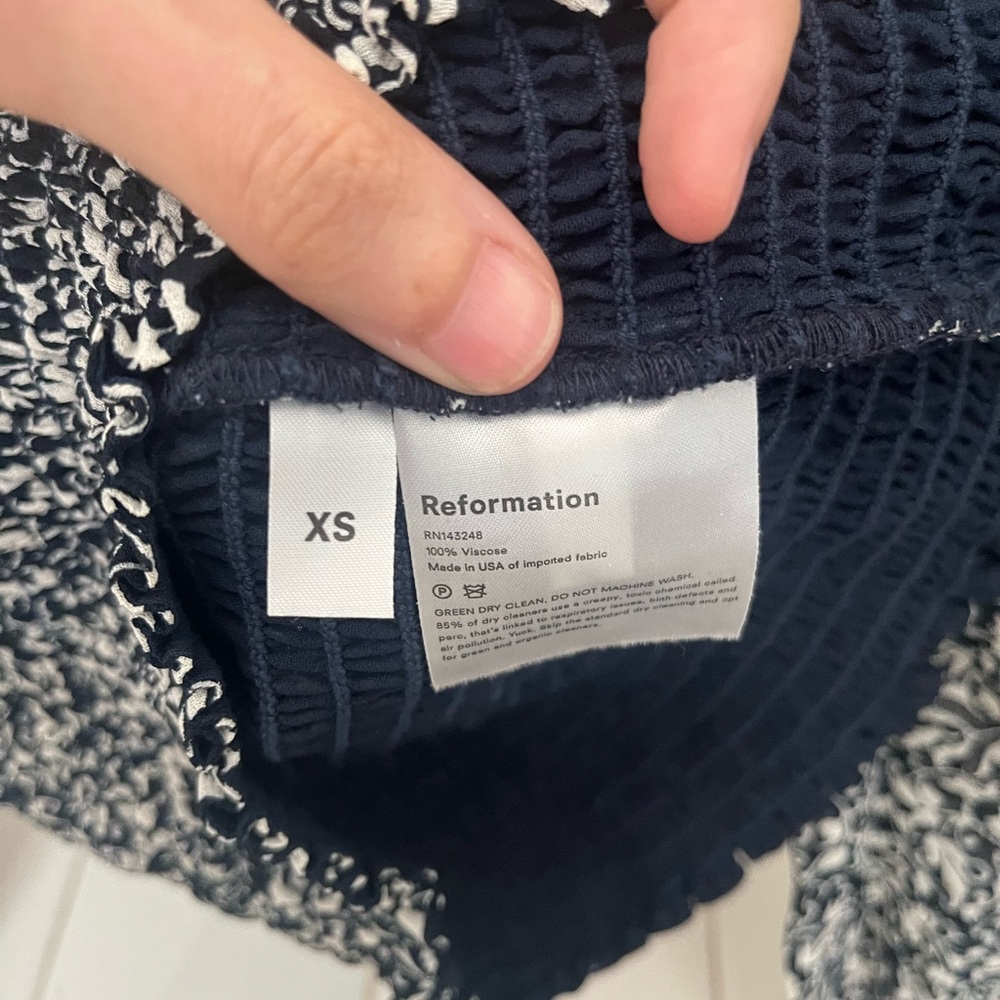 XS
Reformation
RN143248
100% Viscose
Made in USA of imported fabric
P
GREEN DRY CLEAN, DO NOT MACHINE WASH.
85% of dry cleaners use a creepy, toxic chemical called
perc, that's linked to respiratory issues, birth defects and
air pollution. Yuck. Skip the standard dry cleaning and opt
for green and organic cleaners.